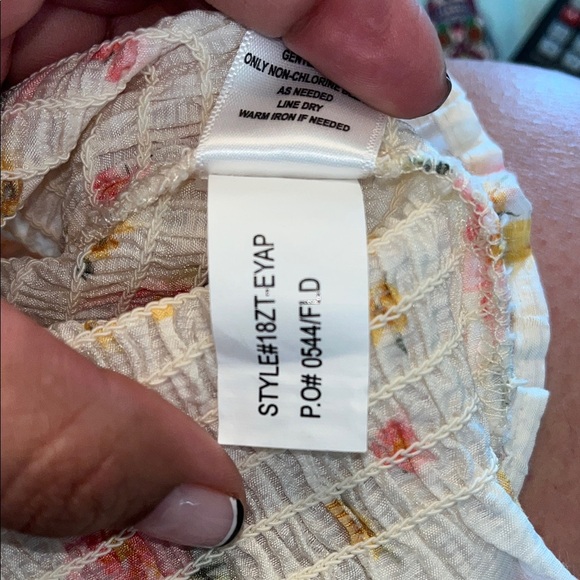 ONLY NON-CHLORINE
AS NEEDED
LINE DRY
WARM IRON IF NEEDED
STYLE#18ZT-EYAP
P.O# 0544/